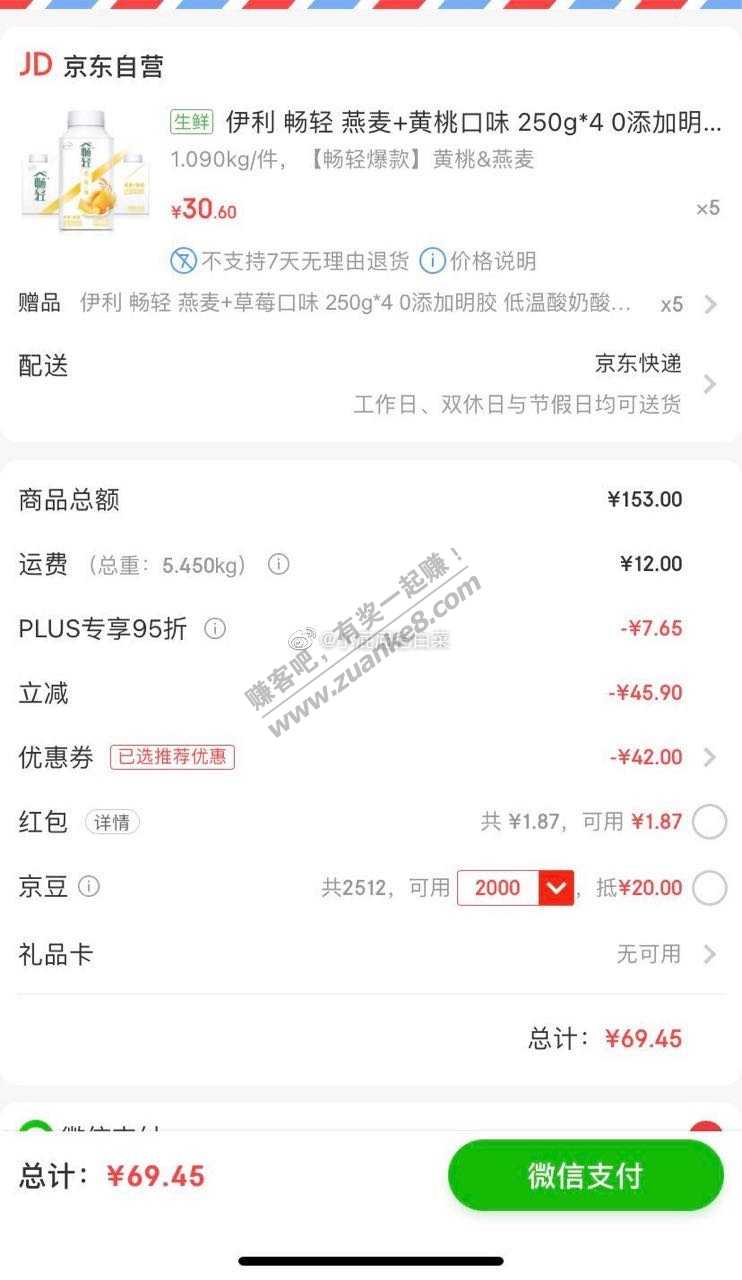 JD 京东自营
生鲜 伊利 畅轻 燕麦+黄桃口味 250g*4 0添加明...
1.090kg/件，【畅轻爆款】黄桃&燕麦
¥30.60 ×5
不支持7天无理由退货 价格说明
赠品 伊利 畅轻 燕麦+草莓口味 250g*4 0添加明胶 低温酸奶酸... x5
配送 京东快递
工作日、双休日与节假日均可送货
商品总额 ¥153.00
运费 （总重：5.450kg） ¥12.00
PLUS专享95折 -¥7.65
立减 -¥45.90
优惠券 已选推荐优惠 -¥42.00
红包 详情 共 ¥1.87，可用 ¥1.87
京豆 共2512，可用 2000，抵¥20.00
礼品卡 无可用
总计：¥69.45
微信支付
总计：¥69.45 微信支付
赚客吧，有奖一起赚！
www.zuanke8.com